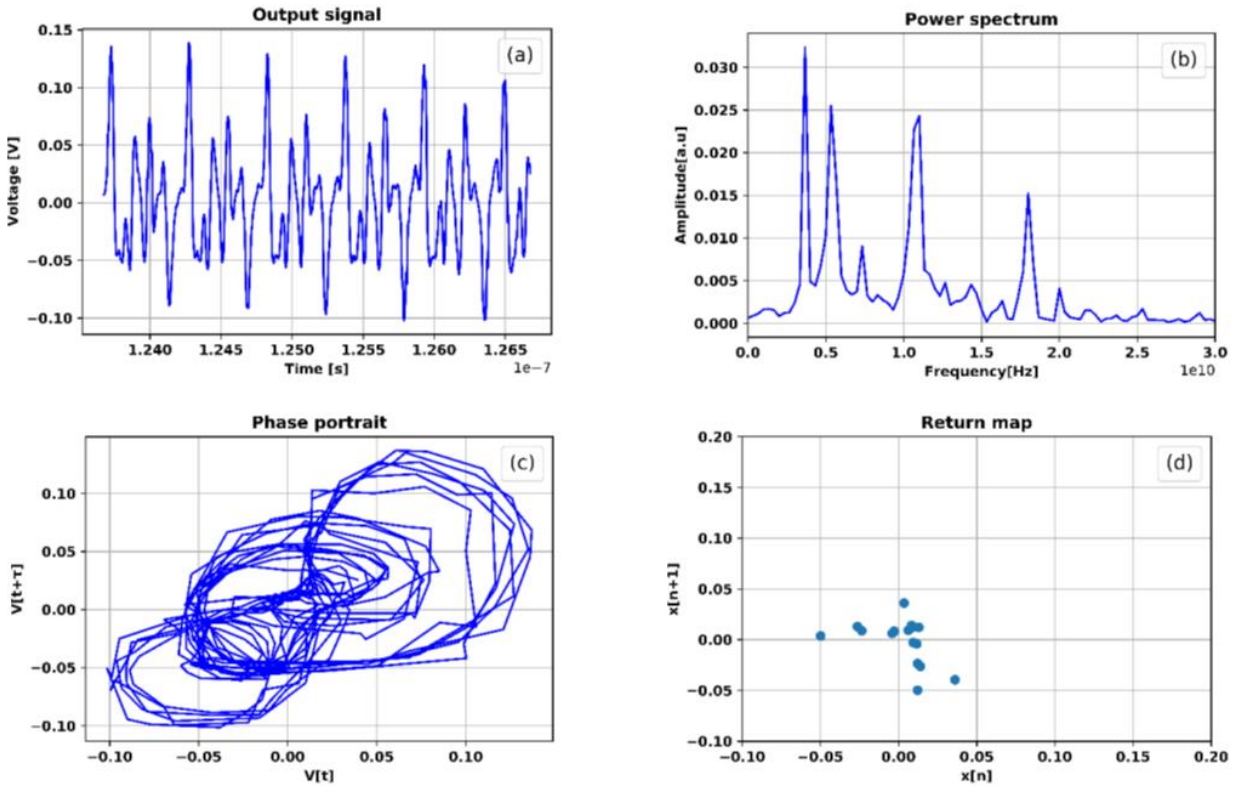 Output signal
(a)
Voltage [V]
0.15
0.10
0.05
0.00
−0.05
−0.10
1.240 1.245 1.250 1.255 1.260 1.265
Time [s]
1e−7
Power spectrum
(b)
Amplitude[a.u]
0.030
0.025
0.020
0.015
0.010
0.005
0.000
0.0 0.5 1.0 1.5 2.0 2.5 3.0
Frequency[Hz]
1e10
Phase portrait
(c)
V[t+τ]
0.10
0.05
0.00
−0.05
−0.10
−0.10 −0.05 0.00 0.05 0.10
V[t]
Return map
(d)
x[n+1]
0.20
0.15
0.10
0.05
0.00
−0.05
−0.10
−0.10 −0.05 0.00 0.05 0.10 0.15 0.20
x[n]